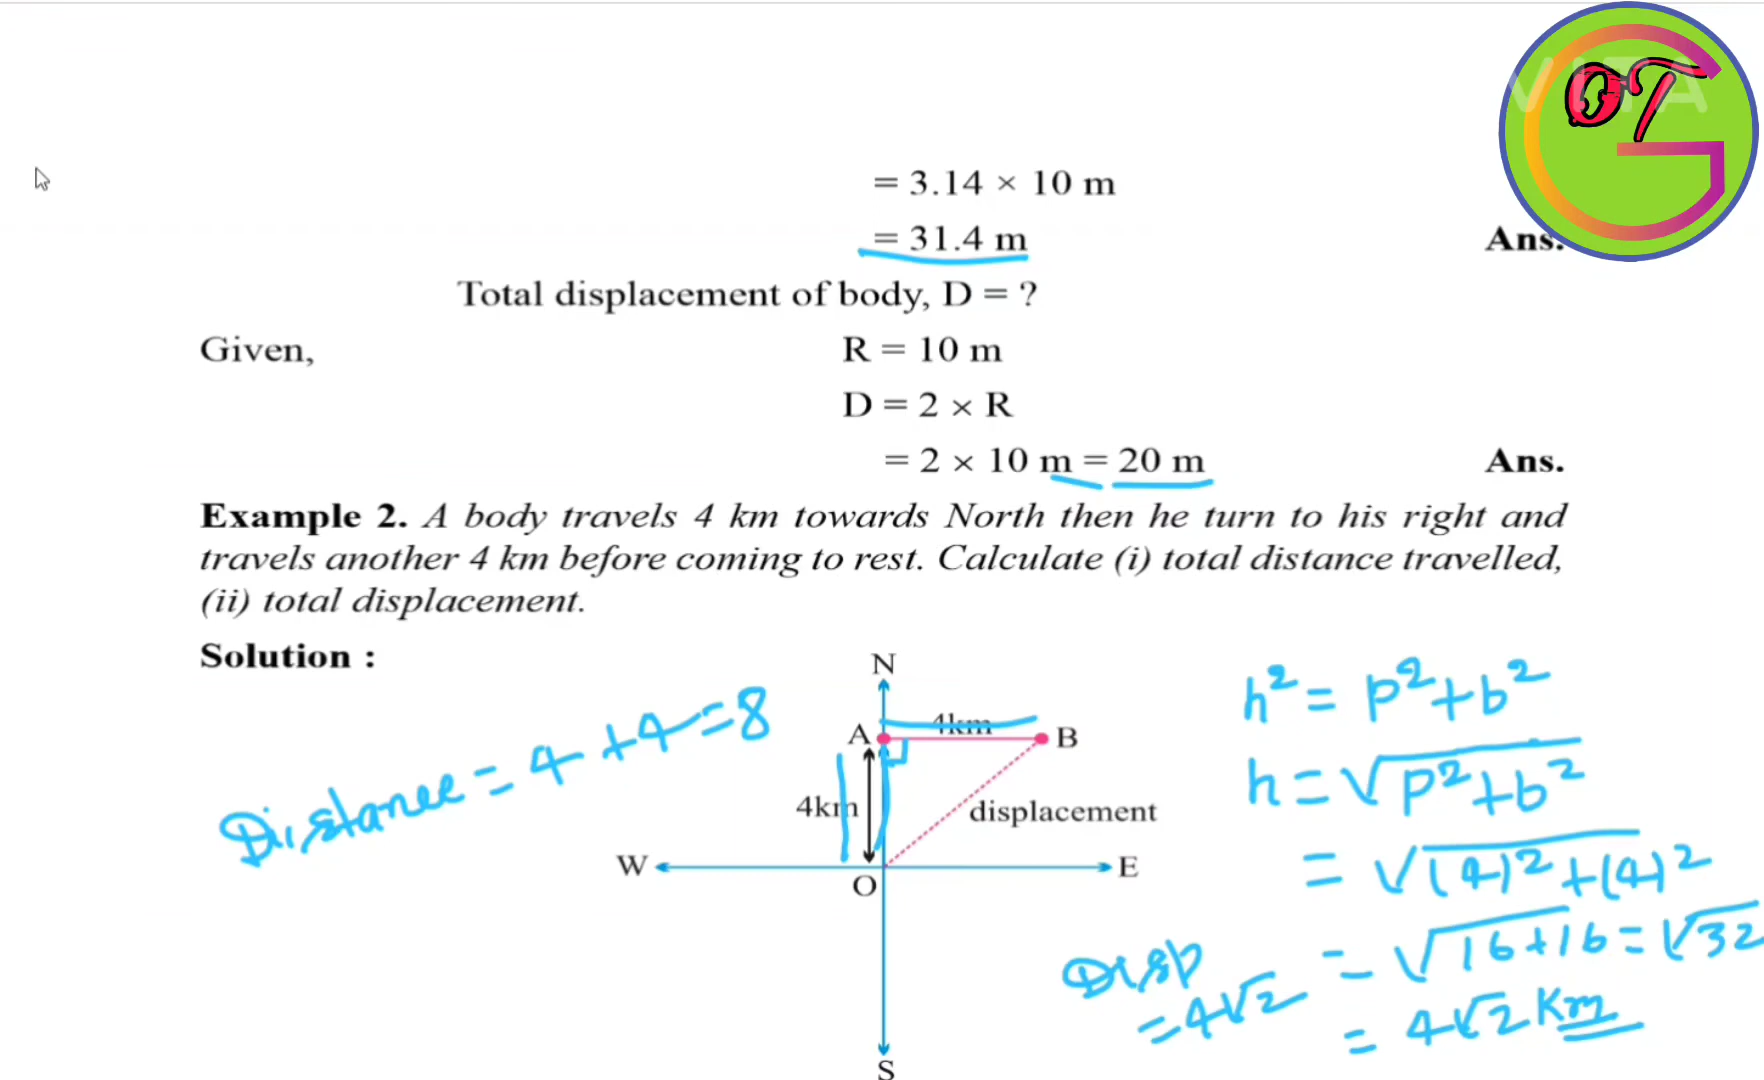 VITA
OTG
= 3.14 × 10 m
= 31.4 m Ans.
Total displacement of body, D = ?
Given, R = 10 m
D = 2 × R
= 2 × 10 m = 20 m Ans.
Example 2. A body travels 4 km towards North then he turn to his right and
travels another 4 km before coming to rest. Calculate (i) total distance travelled,
(ii) total displacement.
Solution :
N
A 4km B
4km
displacement
W O E
S
Distance = 4 + 4 = 8
h² = p² + b²
h = √p² + b²
= √(4)² + (4)²
= √16 + 16 = √32
= 4√2 Km
Disp
= 4√2